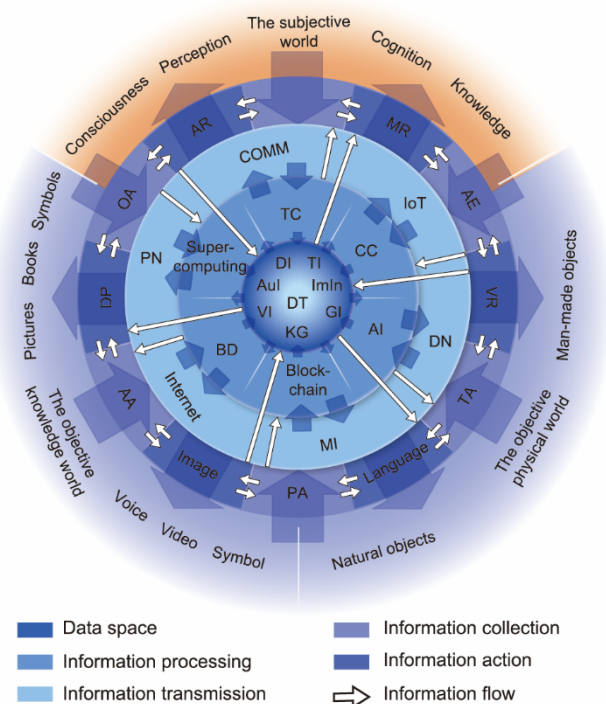 The subjective
world
Perception
Cognition
Consciousness
Knowledge
AR
MR
COMM
OA
AE
IoT
Symbols
TC
PN
Super-
computing
CC
DI
TI
Books
AuI
ImIn
DP
DT
VR
Man-made objects
VI
GI
Pictures
KG
BD
AI
DN
Block-
chain
AA
TA
Internet
MI
The objective
knowledge world
The objective
physical world
Image
Language
PA
Voice
Video
Symbol
Natural objects
Data space
Information collection
Information processing
Information action
Information transmission
Information flow